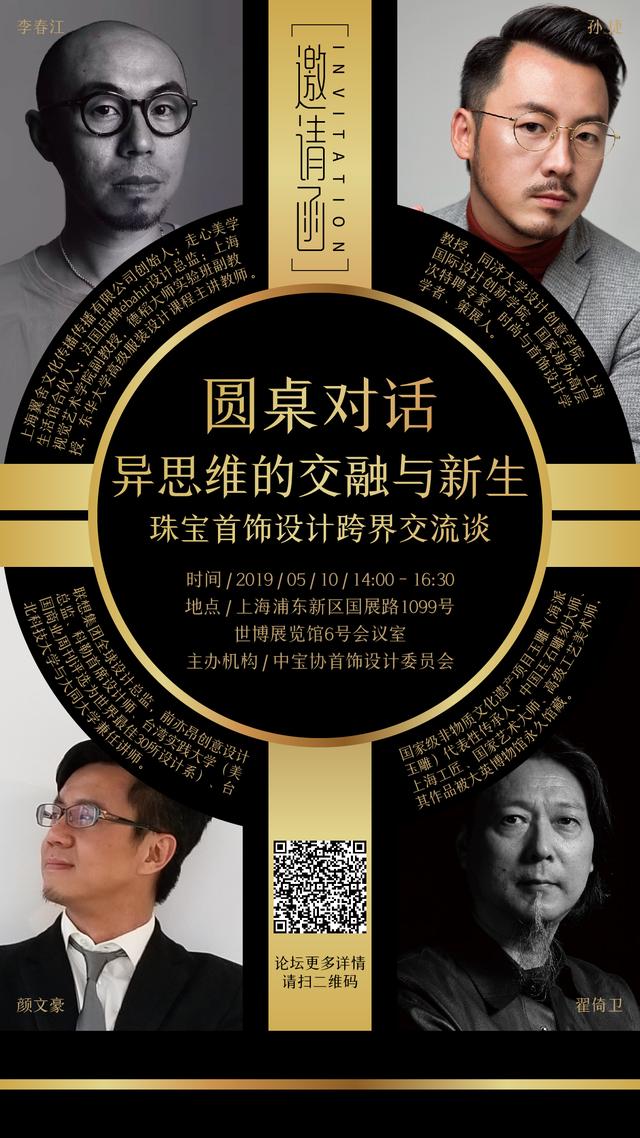 李春江
孙 捷
邀请函
INVITATION
上海氦舍文化传播有限公司创始人；走心美学
生活馆合伙人，法国品牌6bahur设计总监；上海
视觉艺术学院副教授，德稻大师实验班副教
授，东华大学高级服装设计课程主讲教师。
教授，同济大学设计创意学院，上海
国际设计创新学院。国家海外高层
次特聘专家，时尚与首饰设计学
学者，策展人。
圆桌对话
异思维的交融与新生
珠宝首饰设计跨界交流谈
时间 / 2019 / 05 / 10 / 14:00 - 16:30
地点 / 上海浦东新区国展路1099号
世博展览馆6号会议室
主办机构 / 中宝协首饰设计委员会
联想集团全球设计总监，前亦昂创意设计
总监，科勒首席设计师，台湾实践大学（美
国商业周刊评选为世界最佳30所设计系）、台
北科技大学与大同大学兼任讲师。
国家级非物质文化遗产项目玉雕（海派
玉雕）代表性传承人、中国玉石雕刻大师、
上海工匠、国家艺术大师，高级工艺美术师，
其作品被大英博物馆永久馆藏。
论坛更多详情
请扫二维码
颜文豪
翟倚卫